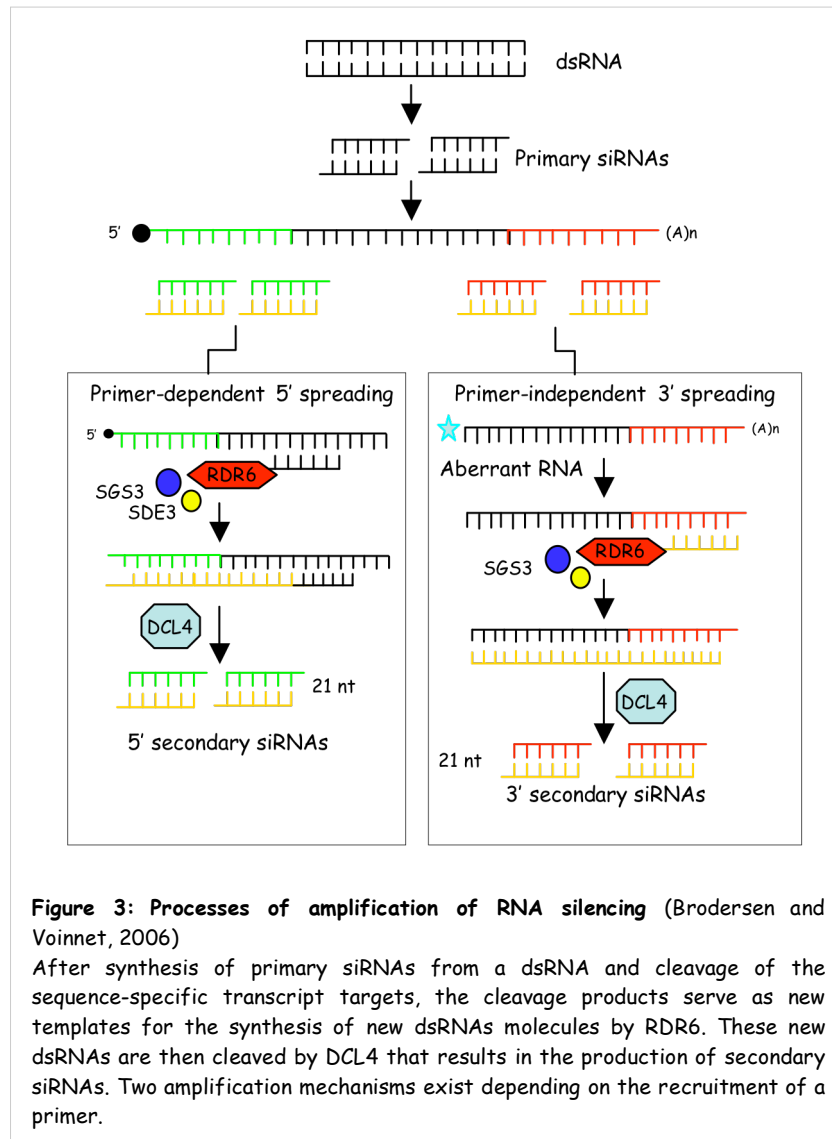 dsRNA
Primary siRNAs
5’ (A)n
Primer-dependent 5’ spreading
5’
RDR6
SGS3
SDE3
DCL4
21 nt
5’ secondary siRNAs
Primer-independent 3’ spreading
(A)n
Aberrant RNA
RDR6
SGS3
DCL4
21 nt
3’ secondary siRNAs
Figure 3: Processes of amplification of RNA silencing (Brodersen and
Voinnet, 2006)
After synthesis of primary siRNAs from a dsRNA and cleavage of the
sequence-specific transcript targets, the cleavage products serve as new
templates for the synthesis of new dsRNAs molecules by RDR6. These new
dsRNAs are then cleaved by DCL4 that results in the production of secondary
siRNAs. Two amplification mechanisms exist depending on the recruitment of a
primer.